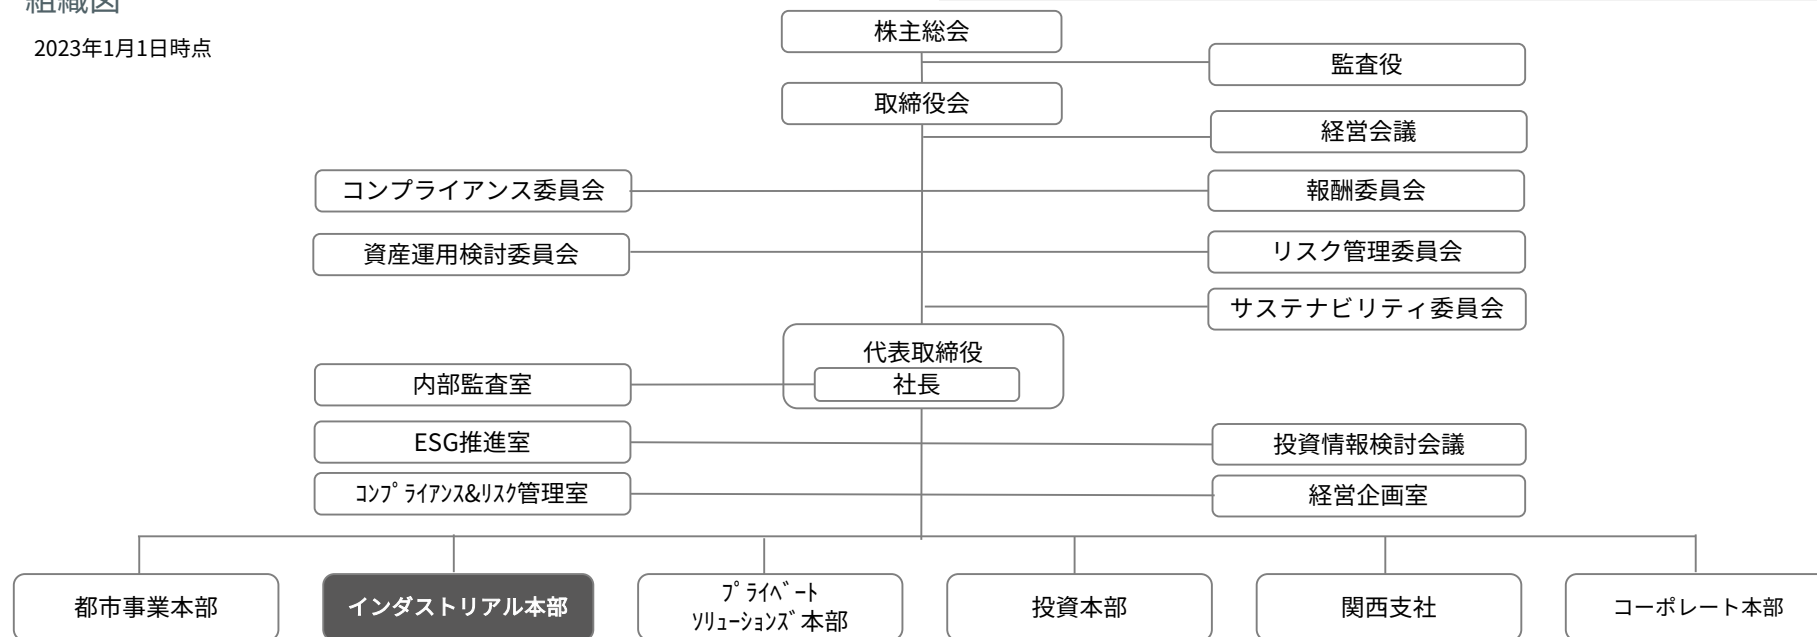 組織図
2023年1月1日時点
株主総会
監査役
取締役会
経営会議
コンプライアンス委員会
報酬委員会
資産運用検討委員会
リスク管理委員会
サステナビリティ委員会
代表取締役
社長
内部監査室
ESG推進室
投資情報検討会議
ｺﾝﾌﾟﾗｲｱﾝｽ&ﾘｽｸ管理室
経営企画室
都市事業本部
インダストリアル本部
ﾌﾟﾗｲﾍﾞｰﾄ
ｿﾘｭｰｼｮﾝｽﾞ本部
投資本部
関西支社
コーポレート本部